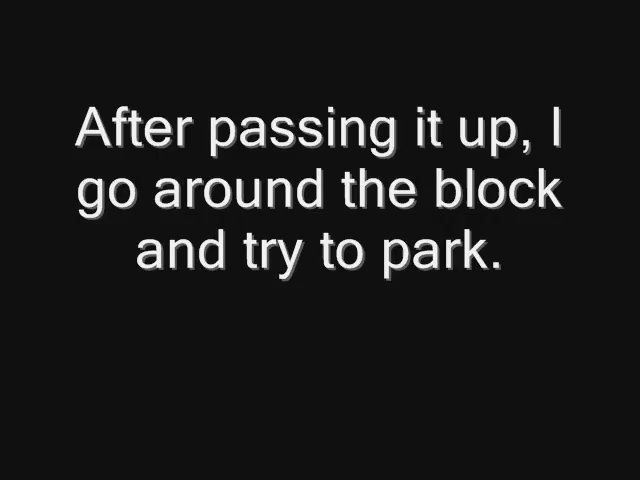 After passing it up, I
go around the block
and try to park.